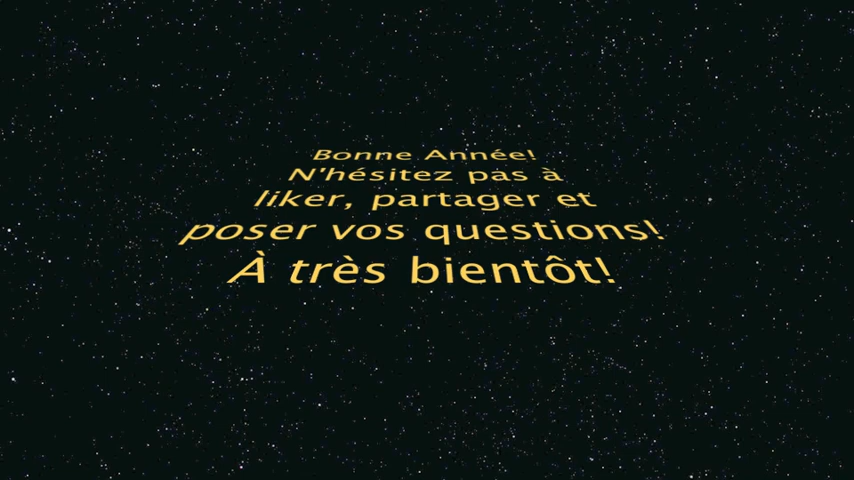 Bonne Année!
N'hésitez pas à
liker, partager et
poser vos questions!
À très bientôt!